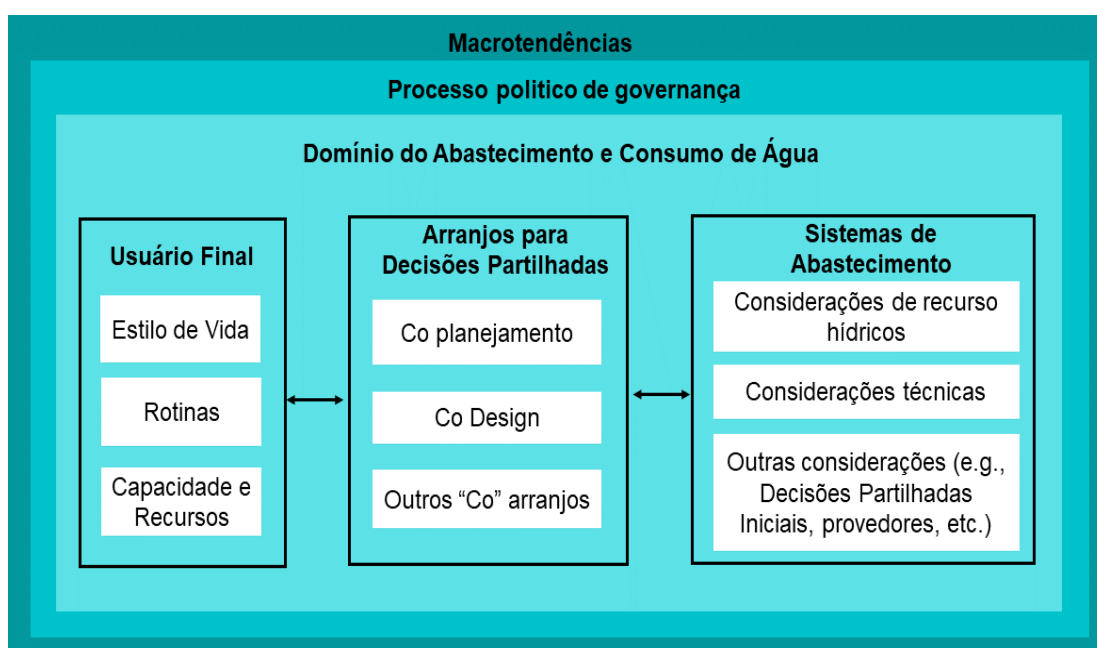 Macrotendências
Processo politico de governança
Domínio do Abastecimento e Consumo de Água
Usuário Final
Estilo de Vida
Rotinas
Capacidade e
Recursos
Arranjos para
Decisões Partilhadas
Co planejamento
Co Design
Outros “Co” arranjos
Sistemas de
Abastecimento
Considerações de recurso
hídricos
Considerações técnicas
Outras considerações (e.g.,
Decisões Partilhadas
Iniciais, provedores, etc.)